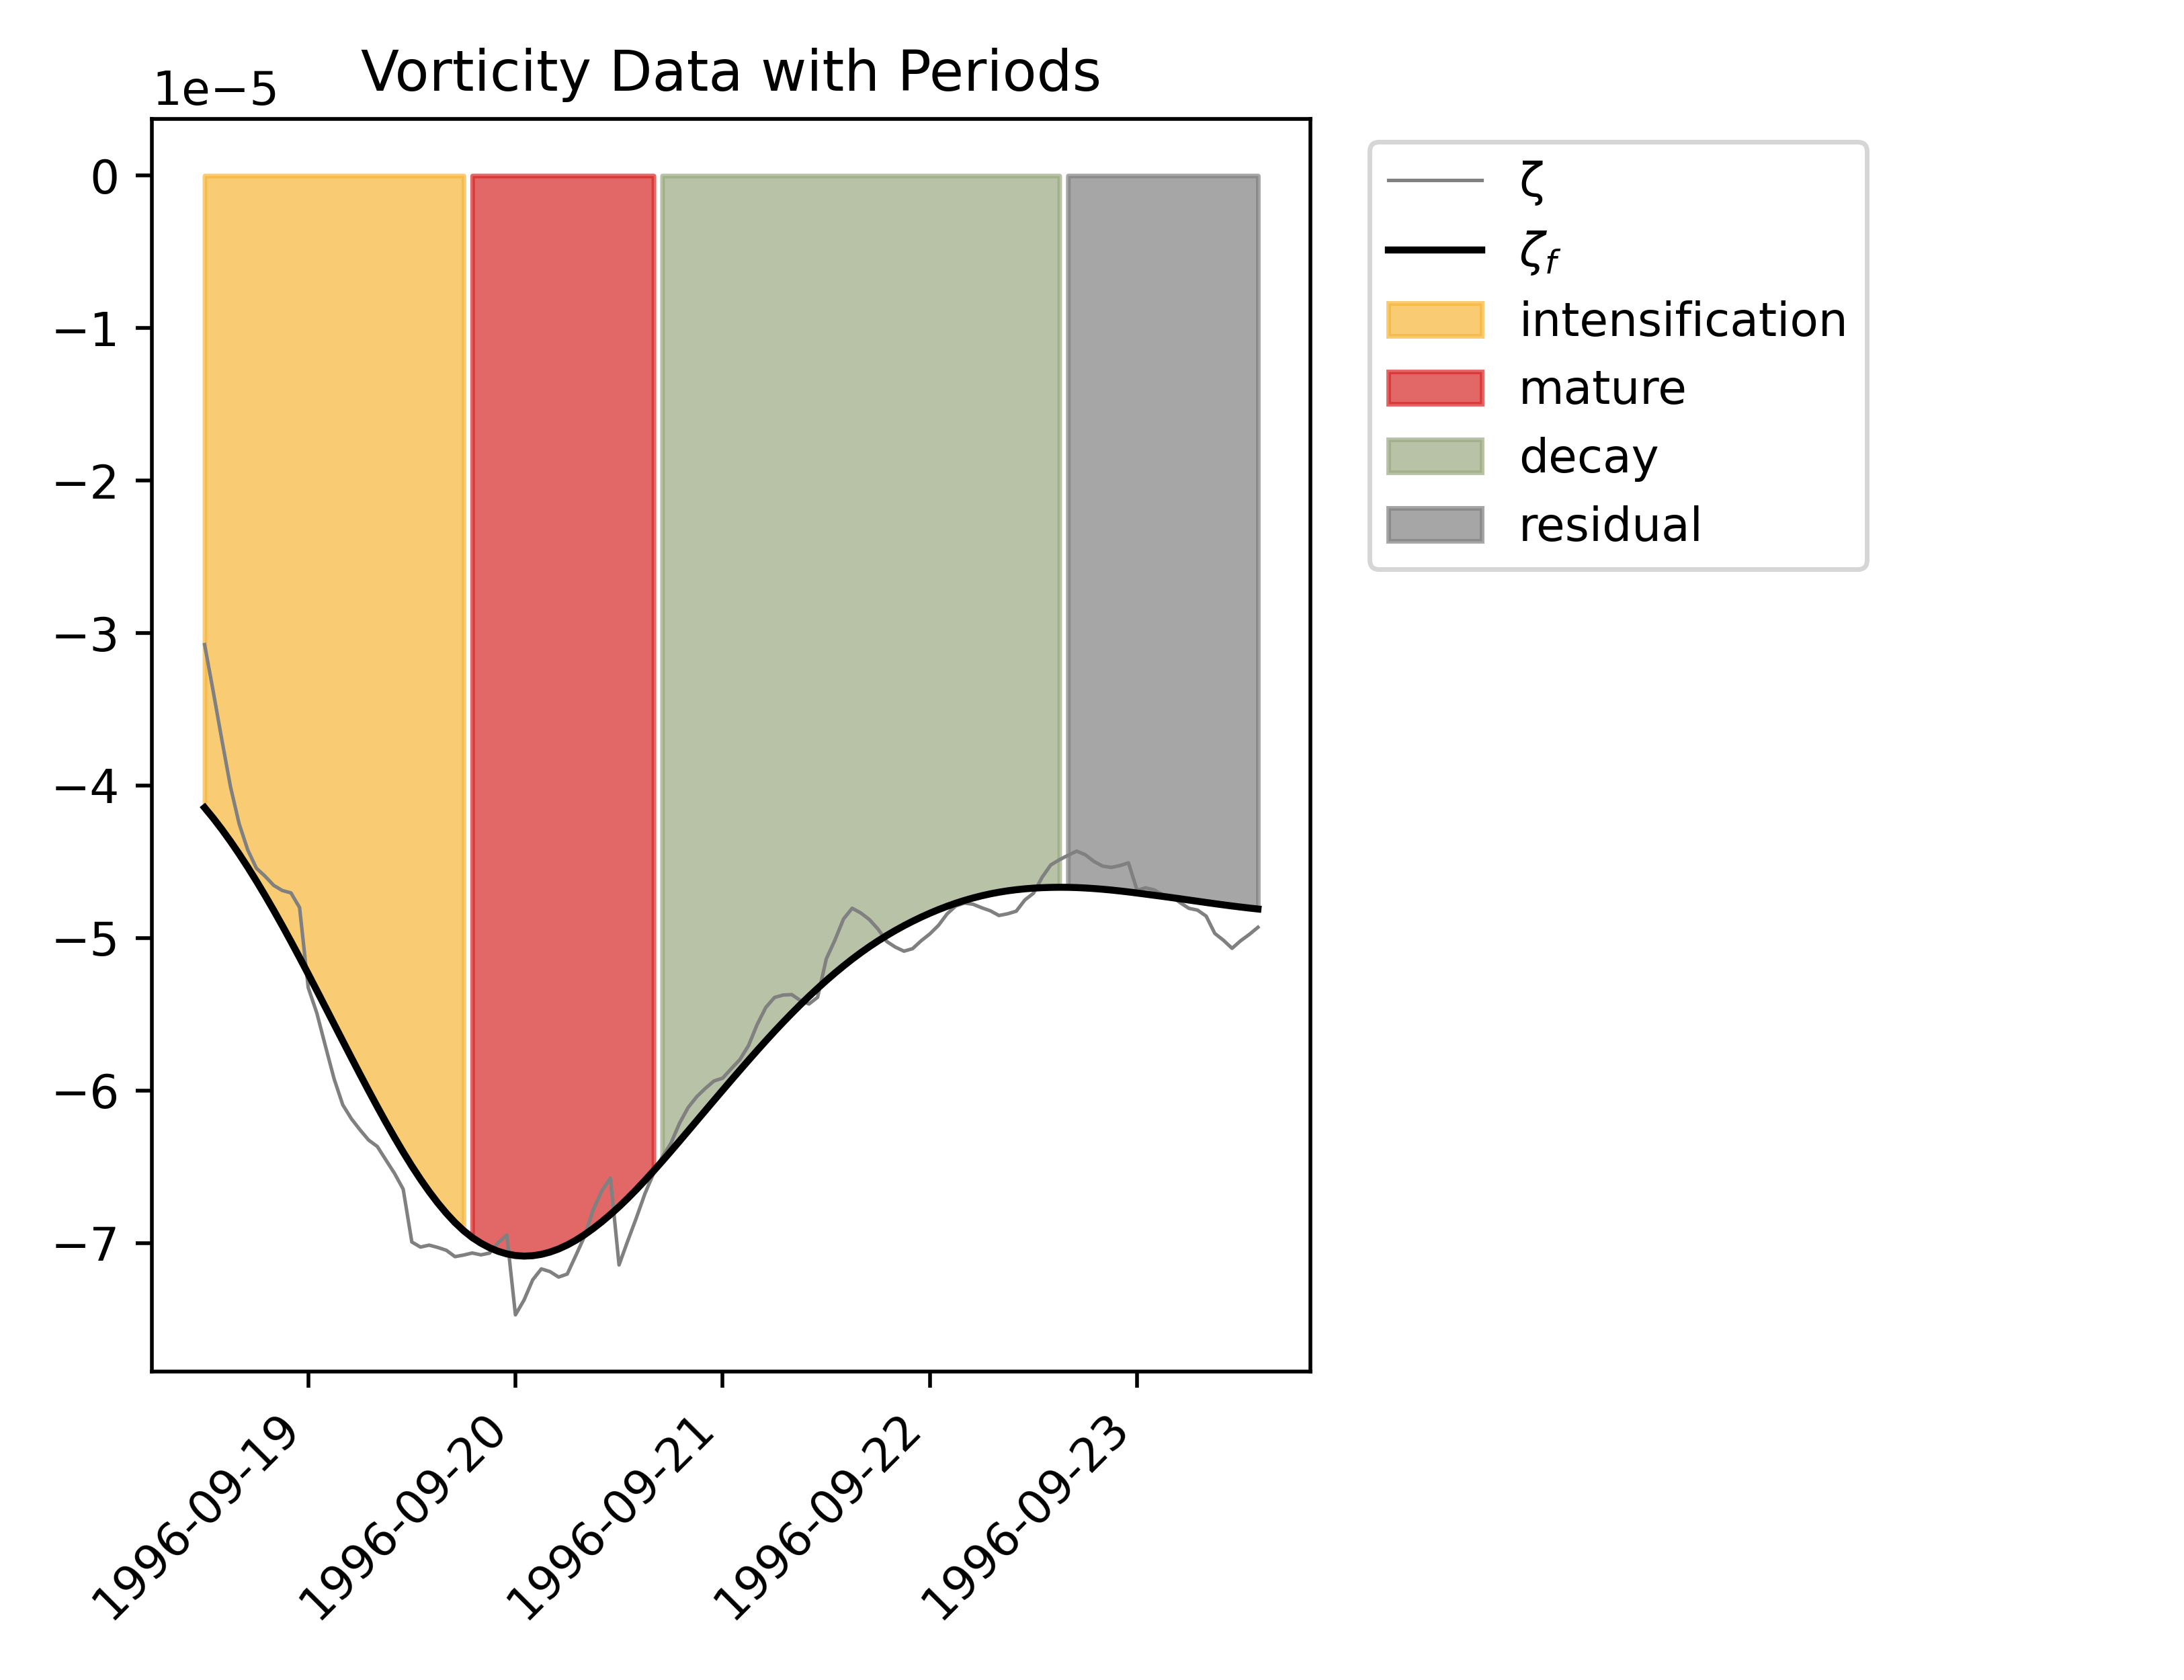 Vorticity Data with Periods
1e−5
0
−1
−2
−3
−4
−5
−6
−7
1996-09-19
1996-09-20
1996-09-21
1996-09-22
1996-09-23
ζ
ζf
intensification
mature
decay
residual